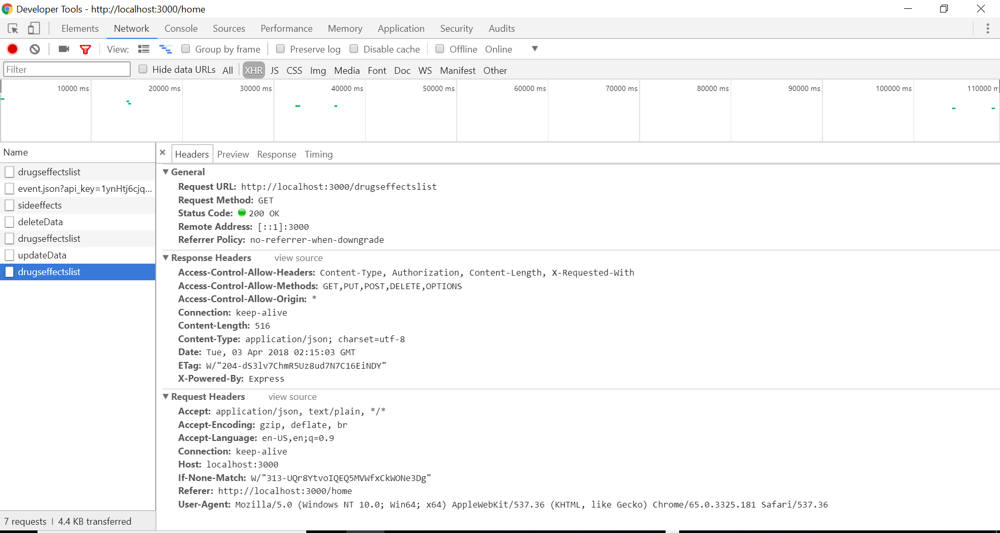 Developer Tools - http://localhost:3000/home
Elements Network Console Sources Performance Memory Application Security Audits
View: Group by frame Preserve log Disable cache Offline Online
Filter Hide data URLs All XHR JS CSS Img Media Font Doc WS Manifest Other
10000 ms 20000 ms 30000 ms 40000 ms 50000 ms 60000 ms 70000 ms 80000 ms 90000 ms 100000 ms 110000 m
Name
drugseffectslist
event.json?api_key=1ynHtj6cjq...
sideeffects
deleteData
drugseffectslist
updateData
drugseffectslist
7 requests | 4.4 KB transferred
× Headers Preview Response Timing
General
Request URL: http://localhost:3000/drugseffectslist
Request Method: GET
Status Code: 200 OK
Remote Address: [::1]:3000
Referrer Policy: no-referrer-when-downgrade
Response Headers view source
Access-Control-Allow-Headers: Content-Type, Authorization, Content-Length, X-Requested-With
Access-Control-Allow-Methods: GET,PUT,POST,DELETE,OPTIONS
Access-Control-Allow-Origin: *
Connection: keep-alive
Content-Length: 516
Content-Type: application/json; charset=utf-8
Date: Tue, 03 Apr 2018 02:15:03 GMT
ETag: W/"204-dS3lv7ChmR5Uz8ud7N7C16EiNDY"
X-Powered-By: Express
Request Headers view source
Accept: application/json, text/plain, */*
Accept-Encoding: gzip, deflate, br
Accept-Language: en-US,en;q=0.9
Connection: keep-alive
Host: localhost:3000
If-None-Match: W/"313-UQr8YtvoIQEQ5MVWfxCkWONe3Dg"
Referer: http://localhost:3000/home
User-Agent: Mozilla/5.0 (Windows NT 10.0; Win64; x64) AppleWebKit/537.36 (KHTML, like Gecko) Chrome/65.0.3325.181 Safari/537.36